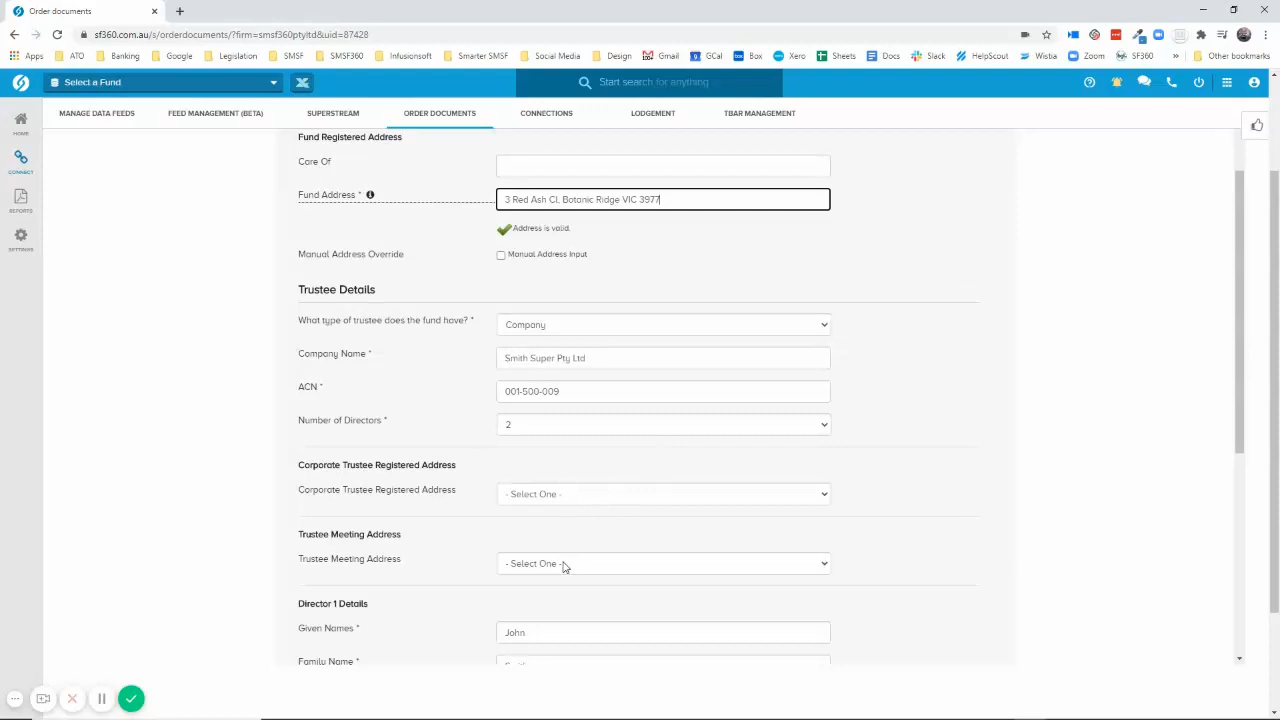 Order documents
sf360.com.au/s/orderdocuments/?firm=smsf360ptyltd&uid=87428
Apps ATO Banking Google Legislation SMSF SMSF360 Infusionsoft Smarter SMSF Social Media Design Gmail GCal Box Xero Sheets Docs Slack HelpScout WebinarJam Zoom SF360 » Other bookmarks
Select a Fund
Start search for anything
MANAGE DATA FEEDS FEED MANAGEMENT (BETA) SUPERSTREAM ORDER DOCUMENTS CONNECTIONS LODGEMENT TBAR MANAGEMENT
HOME
CONNECT
REPORTS
SETTINGS
Fund Registered Address
Care Of
Fund Address *
3 Red Ash Cl, Botanic Ridge VIC 3977
Address is valid.
Manual Address Override
Manual Address Input
Trustee Details
What type of trustee does the fund have? *
Company
Company Name *
Smith Super Pty Ltd
ACN *
001-500-009
Number of Directors *
2
Corporate Trustee Registered Address
Corporate Trustee Registered Address
- Select One -
Trustee Meeting Address
Trustee Meeting Address
- Select One -
Director 1 Details
Given Names *
John
Family Name *